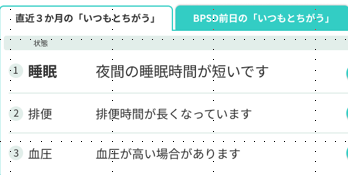 直近３か月の「いつもとちがう」
BPSD前日の「いつもとちがう」
状態
1 睡眠 夜間の睡眠時間が短いです
2 排便 排便時間が長くなっています
3 血圧 血圧が高い場合があります